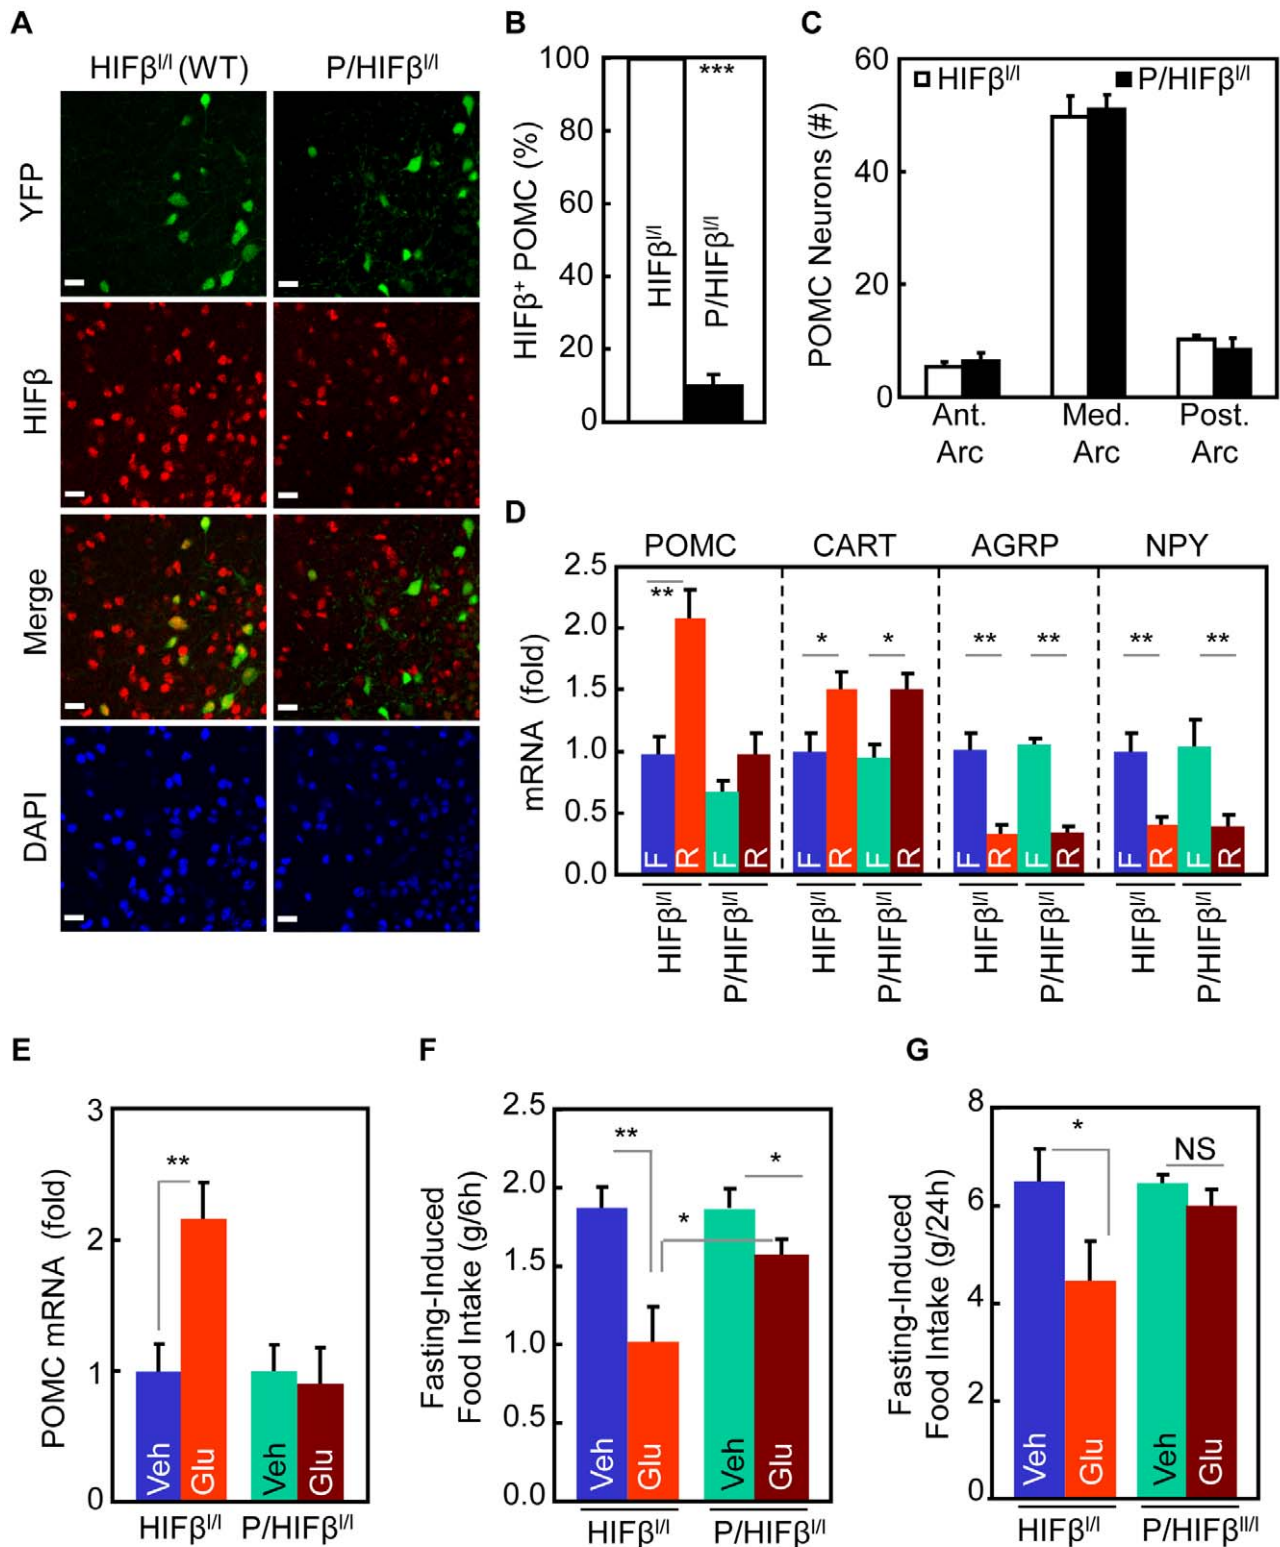 A
HIFβl/l (WT)
P/HIFβl/l
YFP
HIFβ
Merge
DAPI
B
HIFβ+ POMC (%)
100
80
60
40
20
0
***
HIFβl/l
P/HIFβl/l
C
POMC Neurons (#)
60
40
20
0
HIFβl/l
P/HIFβl/l
Ant.
Arc
Med.
Arc
Post.
Arc
D
POMC
CART
AGRP
NPY
mRNA (fold)
2.5
2.0
1.5
1.0
0.5
0.0
**
*
*
**
**
**
**
F
R
F
R
F
R
F
R
F
R
F
R
F
R
F
R
HIFβl/l
P/HIFβl/l
HIFβl/l
P/HIFβl/l
HIFβl/l
P/HIFβl/l
HIFβl/l
P/HIFβl/l
E
POMC mRNA (fold)
3
2
1
0
**
Veh
Glu
Veh
Glu
HIFβl/l
P/HIFβl/l
F
Fasting-Induced
Food Intake (g/6h)
2.5
2.0
1.5
1.0
0.5
0.0
**
*
*
Veh
Glu
Veh
Glu
HIFβl/l
P/HIFβl/l
G
Fasting-Induced
Food Intake (g/24h)
8
6
4
2
0
*
NS
Veh
Glu
Veh
Glu
HIFβl/l
P/HIFβll/l